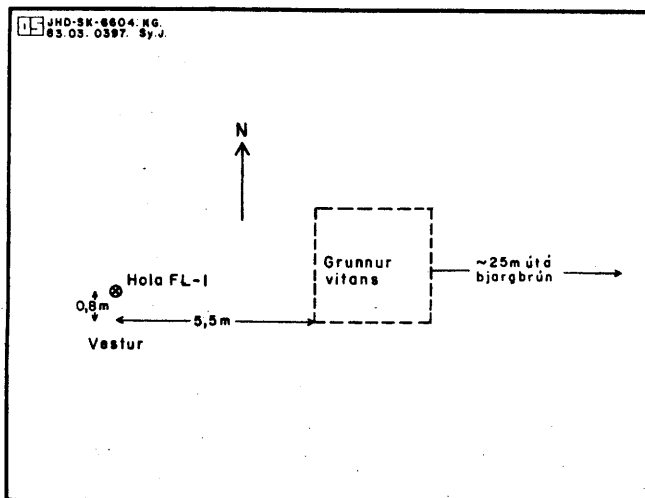 JHD-SK-6604. NG.
83.03. 0397. Sy.J.
N
Hola FL-1
0,8m
5,5m
Vestur
Grunnur
vitans
~25m útá
bjargbrún